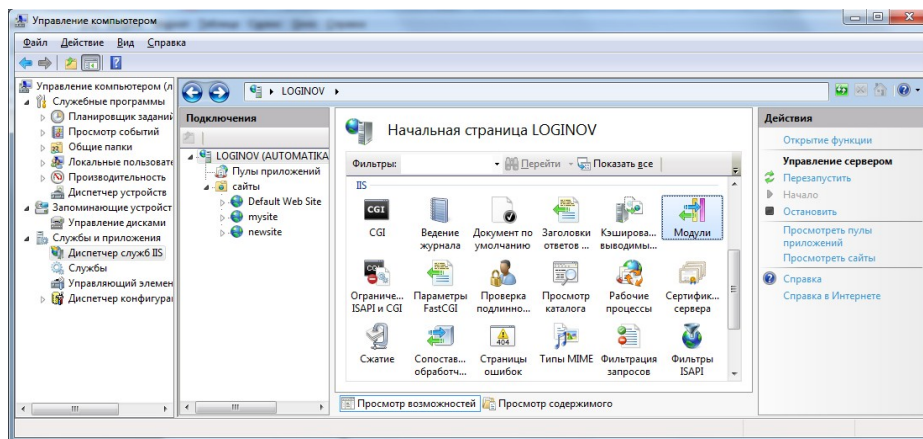 Управление компьютером
Файл Действие Вид Справка
Управление компьютером (л
Служебные программы
Планировщик заданий
Просмотр событий
Общие папки
Локальные пользовате
Производительность
Диспетчер устройств
Запоминающие устройст
Управление дисками
Службы и приложения
Диспетчер служб IIS
Службы
Управляющий элемен
Диспетчер конфигура
LOGINOV
Подключения
LOGINOV (AUTOMATIKA
Пулы приложений
сайты
Default Web Site
mysite
newsite
Начальная страница LOGINOV
Фильтры: Перейти Показать все
IIS
CGI
CGI
Ведение журнала
Документ по умолчанию
Заголовки ответов ...
Кэширова... выводимы...
Модули
Ограниче... ISAPI и CGI
Параметры FastCGI
Проверка подлинно...
Просмотр каталога
Рабочие процессы
Сертифик... сервера
404
Сжатие
Сопостав... обработч...
Страницы ошибок
Типы MIME
Фильтрация запросов
Фильтры ISAPI
Просмотр возможностей Просмотр содержимого
Действия
Открытие функции
Управление сервером
Перезапустить
Начало
Остановить
Просмотреть пулы
приложений
Просмотреть сайты
Справка
Справка в Интернете